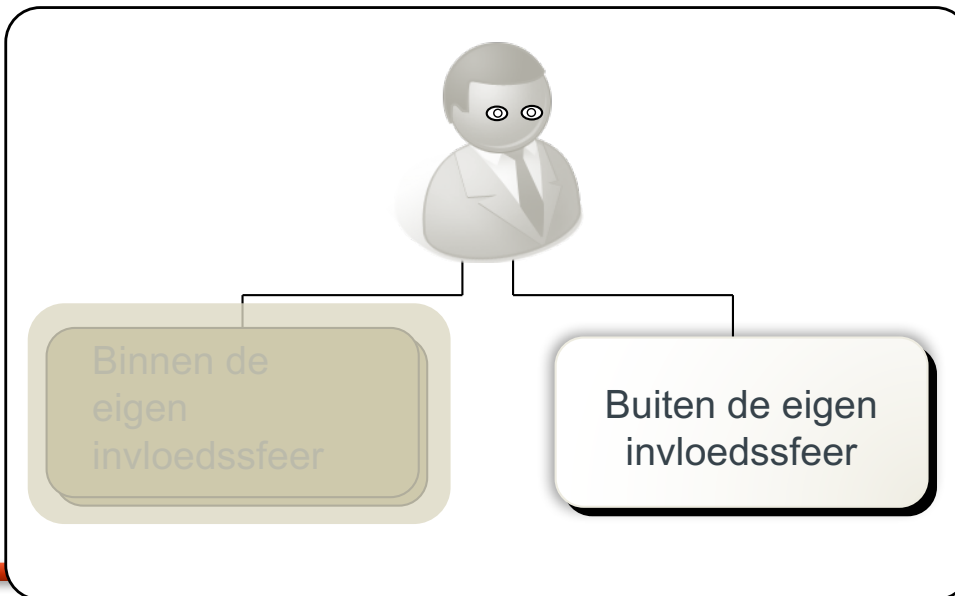 Binnen de
eigen
invloedssfeer
Buiten de eigen
invloedssfeer